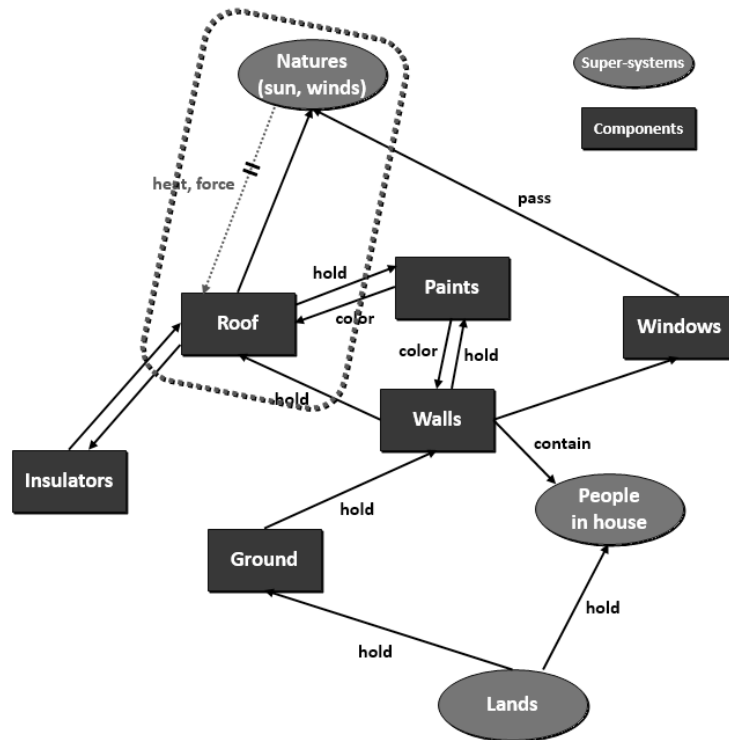 Natures
(sun, winds)
Super-systems
Components
heat, force
pass
hold
Paints
Roof
color
Windows
color
hold
hold
Walls
contain
Insulators
People
in house
hold
Ground
hold
hold
Lands